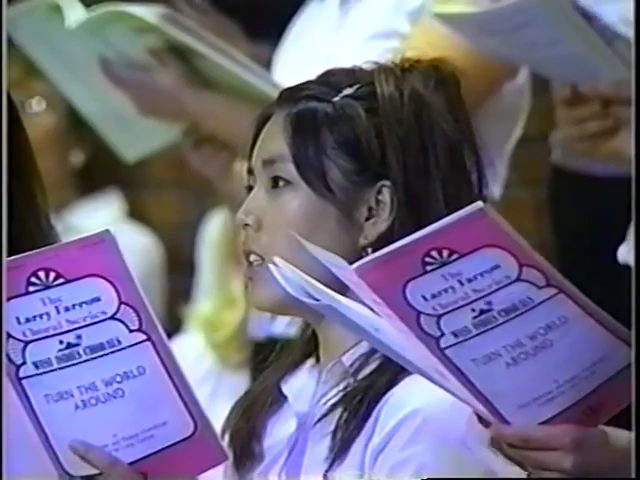 The
Larry Farrow
Choral Series
WEST INDIES CHORALS
TURN THE WORLD
AROUND
The
Larry Farrow
Choral Series
WEST INDIES CHORALS
TURN THE WORLD
AROUND